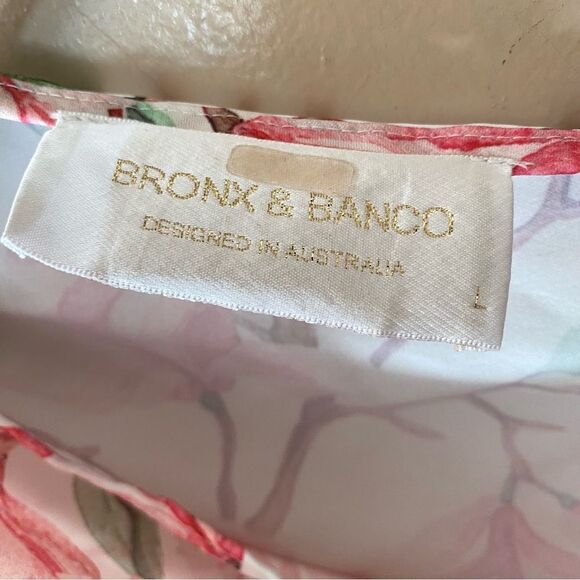 BRONX & BANCO
DESIGNED IN AUSTRALIA
L